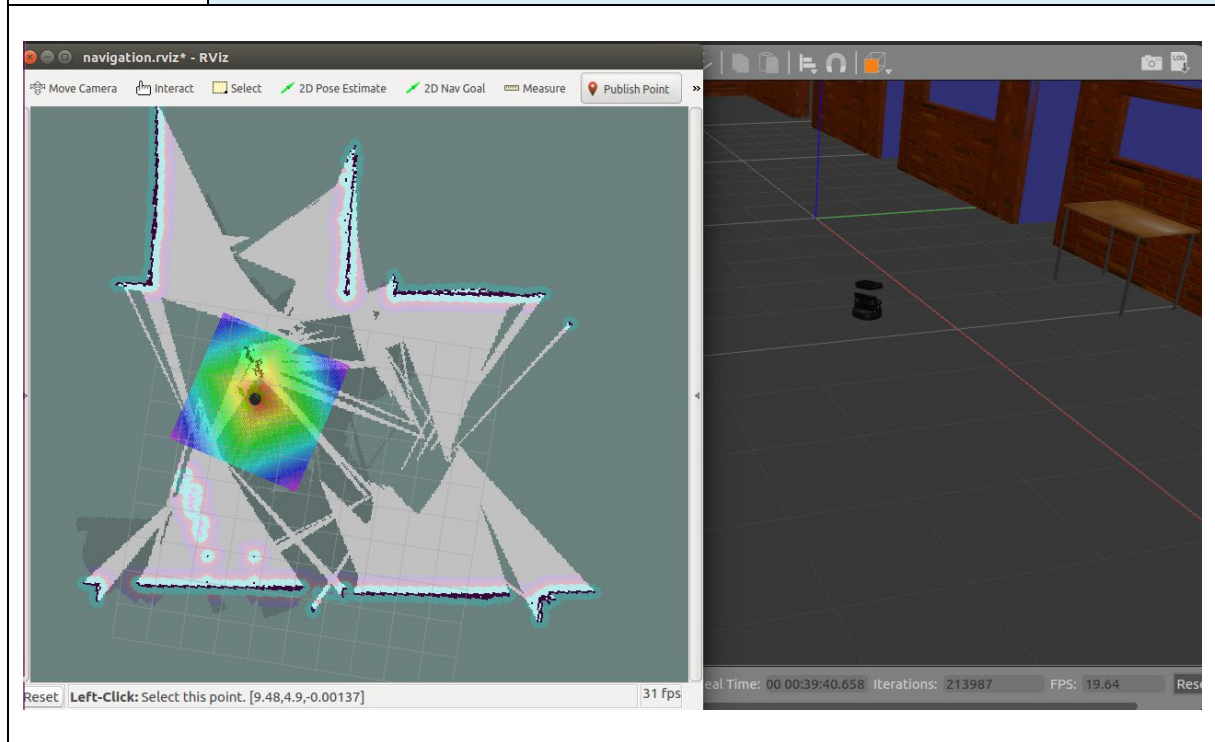 navigation.rviz* - RViz
Move Camera Interact Select 2D Pose Estimate 2D Nav Goal Measure Publish Point »
LOG
Reset Left-Click: Select this point. [9.48,4.9,-0.00137] 31 fps
eal Time: 00 00:39:40.658 Iterations: 213987 FPS: 19.64 Rese